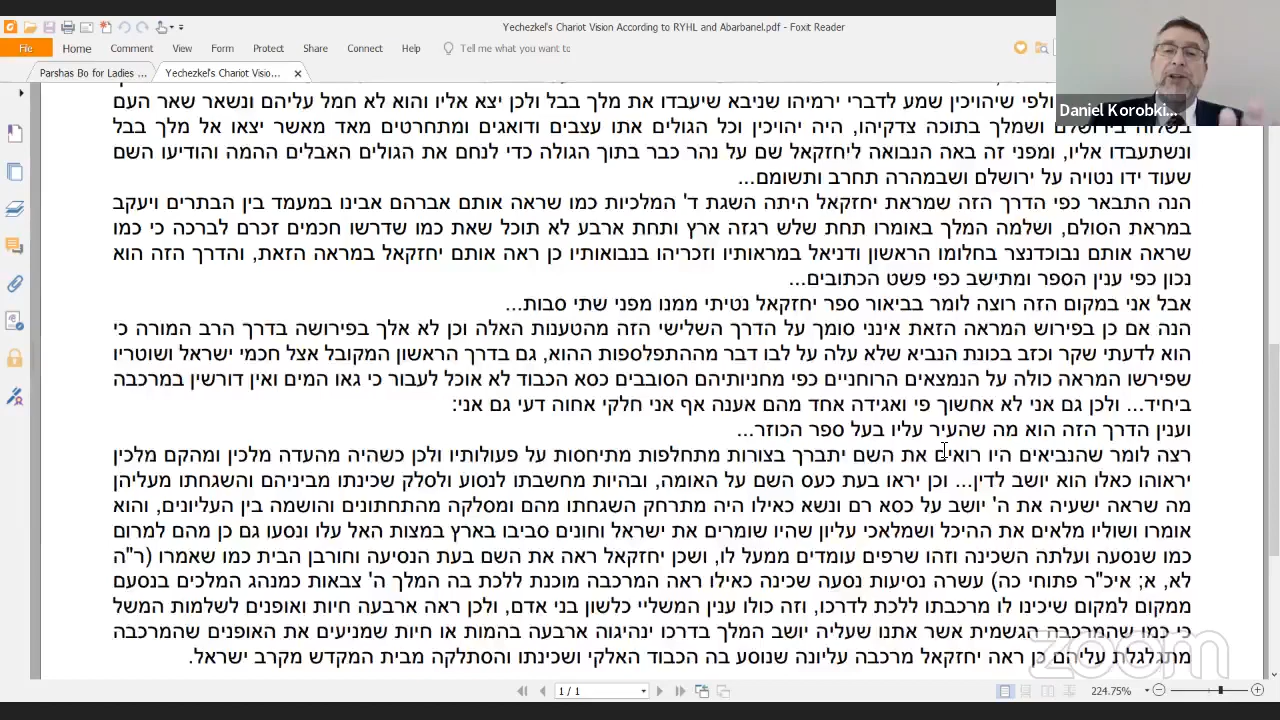 Yechezkel's Chariot Vision According to RYHL and Abarbanel.pdf - Foxit Reader
File Home Comment View Form Protect Share Connect Help Tell me what you want to
Parshas Bo for Ladies ... Yechezkel's Chariot Visio...
Daniel Korobki...
ולפי שיהויכין שמע לדברי ירמיהו שניבא שיעבדו את מלך בבל ולכן יצא אליו והוא לא חמל עליהם ונשאר שאר העם
בשלוה בירושלם ושמלך בתוכה צדקיהו, היה יהויכין וכל הגולים אתו עצבים ודואגים ומתחרטים מאד מאשר יצאו אל מלך בבל
ונשתעבדו אליו, ומפני זה באה הנבואה ליחזקאל שם על נהר כבר בתוך הגולה כדי לנחם את הגולים האבלים ההמה והודיעו השם
שעוד ידו נטויה על ירושלם ושבמהרה תחרב ותשומם...
הנה התבאר כפי הדרך הזה שמראת יחזקאל היתה השגת ד' המלכיות כמו שראה אותם אברהם אבינו במעמד בין הבתרים ויעקב
במראת הסולם, ושלמה המלך באומרו תחת שלש רגזה ארץ ותחת ארבע לא תוכל שאת כמו שדרשו חכמים זכרם לברכה כי כמו
שראה אותם נבוכדנצר בחלומו הראשון ודניאל במראותיו וזכריהו בנבואותיו כן ראה אותם יחזקאל במראה הזאת, והדרך הזה הוא
נכון כפי ענין הספר ומתישב כפי פשט הכתובים...
אבל אני במקום הזה רוצה לומר בביאור ספר יחזקאל נטיתי ממנו מפני שתי סבות...
הנה אם כן בפירוש המראה הזאת אינני סומך על הדרך השלישי הזה מהטענות האלה וכן לא אלך בפירושה בדרך הרב המורה כי
הוא לדעתי שקר וכזב בכונת הנביא שלא עלה על לבו דבר מההתפלספות ההוא, גם בדרך הראשון המקובל אצל חכמי ישראל ושוטריו
שפירשו המראה כולה על הנמצאים הרוחניים כפי מחניותיהם הסובבים כסא הכבוד לא אוכל לעבור כי גאו המים ואין דורשין במרכבה
ביחיד... ולכן גם אני לא אחשוך פי ואגידה אחד מהם אענה אף אני חלקי אחוה דעי גם אני:
וענין הדרך הזה הוא מה שהעיר עליו בעל ספר הכוזר...
רצה לומר שהנביאים היו רואים את השם יתברך בצורות מתחלפות מתיחסות על פעולותיו ולכן כשהיה מהעדה מלכין ומהקם מלכין
יראוהו כאלו הוא יושב לדין... וכן יראו בעת כעס השם על האומה, ובהיות מחשבתו לנסוע ולסלק שכינתו מביניהם והשגחתו מעליהן
מה שראה ישעיה את ה' יושב על כסא רם ונשא כאילו היה מתרחק השגחתו מהם ומסלקה מהתחתונים והושמה בין העליונים, והוא
אומרו ושוליו מלאים את ההיכל ושמלאכי עליון שהיו שומרים את ישראל וחונים סביבו בארץ במצות האל עלו ונסעו גם כן מהם למרום
כמו שנסעה ועלתה השכינה וזהו שרפים עומדים ממעל לו, ושכן יחזקאל ראה את השם בעת הנסיעה וחורבן הבית כמו שאמרו (ר"ה
לא, א; איכ"ר פתוחי כה) עשרה נסיעות נסעה שכינה כאילו ראה המרכבה מוכנת ללכת בה המלך ה' צבאות כמנהג המלכים בנסעם
ממקום למקום שיכינו לו מרכבתו ללכת לדרכו, וזה כולו ענין המשליי כלשון בני אדם, ולכן ראה ארבעה חיות ואופנים לשלמות המשל
כי כמו שהמרכבה הגשמית אשר אתנו שעליה יושב המלך בדרכו ינהיגוה ארבעה בהמות או חיות שמניעים את האופנים שהמרכבה
מתגלגלת עליהם כן ראה יחזקאל מרכבה עליונה שנוסע בה הכבוד האלקי ושכינתו והסתלקה מבית המקדש מקרב ישראל.
zoom
1 / 1 224.75%